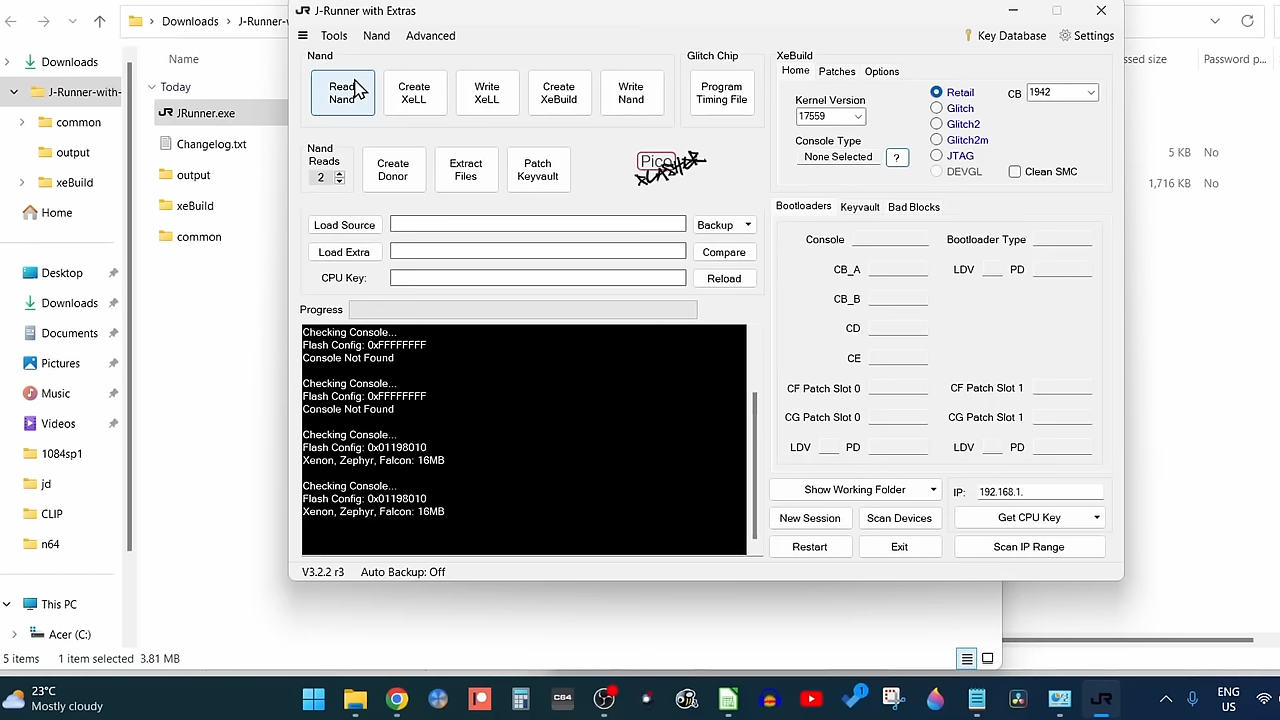 Downloads
J-Runner-w
J-Runner with Extras
Tools
Nand
Advanced
Key Database
Settings
Downloads
J-Runner-with-
common
output
xeBuild
Home
Desktop
Downloads
Documents
Pictures
Music
Videos
1084sp1
jd
CLIP
n64
This PC
Acer (C:)
Name
Today
JRunner.exe
Changelog.txt
output
xeBuild
common
Nand
Read Nand
Create XeLL
Write XeLL
Create XeBuild
Write Nand
Glitch Chip
Program Timing File
Nand Reads
2
Create Donor
Extract Files
Patch Keyvault
Pico
FLASHER
Load Source
Backup
Load Extra
Compare
CPU Key:
Reload
Progress
Checking Console...
Flash Config: 0xFFFFFFFF
Console Not Found
Checking Console...
Flash Config: 0xFFFFFFFF
Console Not Found
Checking Console...
Flash Config: 0x01198010
Xenon, Zephyr, Falcon: 16MB
Checking Console...
Flash Config: 0x01198010
Xenon, Zephyr, Falcon: 16MB
V3.2.2 r3
Auto Backup: Off
XeBuild
Home
Patches
Options
Kernel Version
17559
Console Type
None Selected
?
Retail
Glitch
Glitch2
Glitch2m
JTAG
DEVGL
CB
1942
Clean SMC
Bootloaders
Keyvault
Bad Blocks
Console
Bootloader Type
CB_A
LDV
PD
CB_B
CD
CE
CF Patch Slot 0
CF Patch Slot 1
CG Patch Slot 0
CG Patch Slot 1
LDV
PD
LDV
PD
Show Working Folder
IP:
192.168.1.
New Session
Scan Devices
Get CPU Key
Restart
Exit
Scan IP Range
ssed size
Password p...
5 KB
No
1,716 KB
No
5 items
1 item selected
3.81 MB
23°C
Mostly cloudy
C64
1
JR
ENG
US